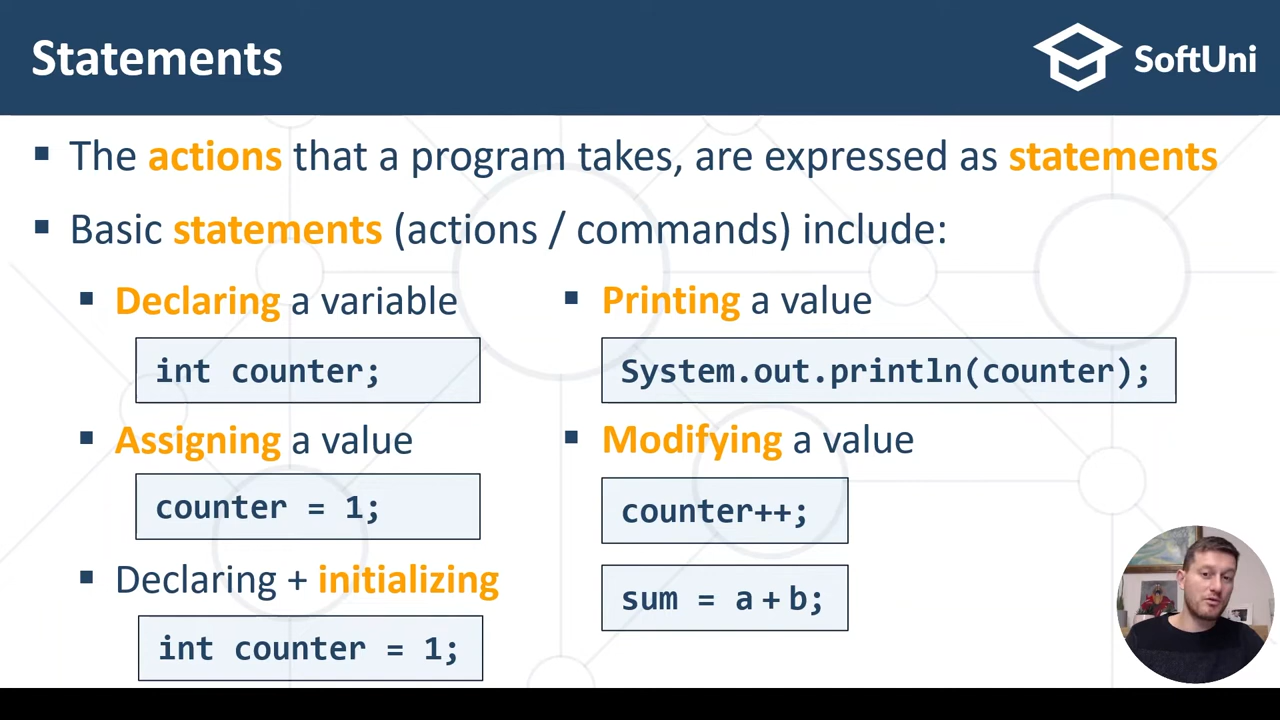 Statements
SoftUni
The actions that a program takes, are expressed as statements
Basic statements (actions / commands) include:
Declaring a variable
int counter;
Assigning a value
counter = 1;
Declaring + initializing
int counter = 1;
Printing a value
System.out.println(counter);
Modifying a value
counter++;
sum = a + b;